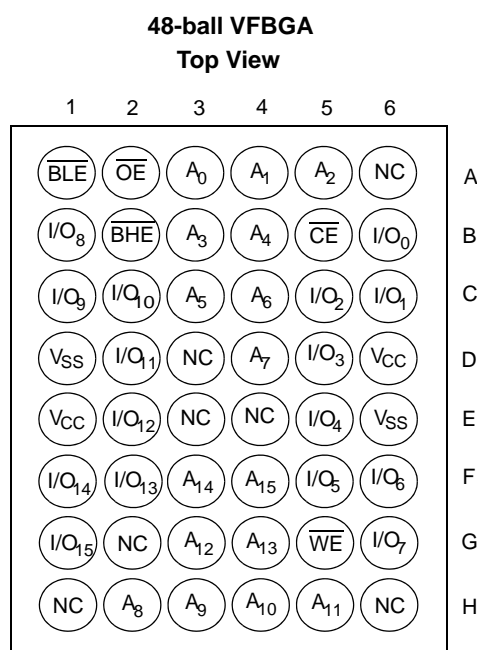 48-ball VFBGA
Top View
1 2 3 4 5 6
BLE OE A0 A1 A2 NC A
I/O8 BHE A3 A4 CE I/O0 B
I/O9 I/O10 A5 A6 I/O2 I/O1 C
VSS I/O11 NC A7 I/O3 VCC D
VCC I/O12 NC NC I/O4 VSS E
I/O14 I/O13 A14 A15 I/O5 I/O6 F
I/O15 NC A12 A13 WE I/O7 G
NC A8 A9 A10 A11 NC H